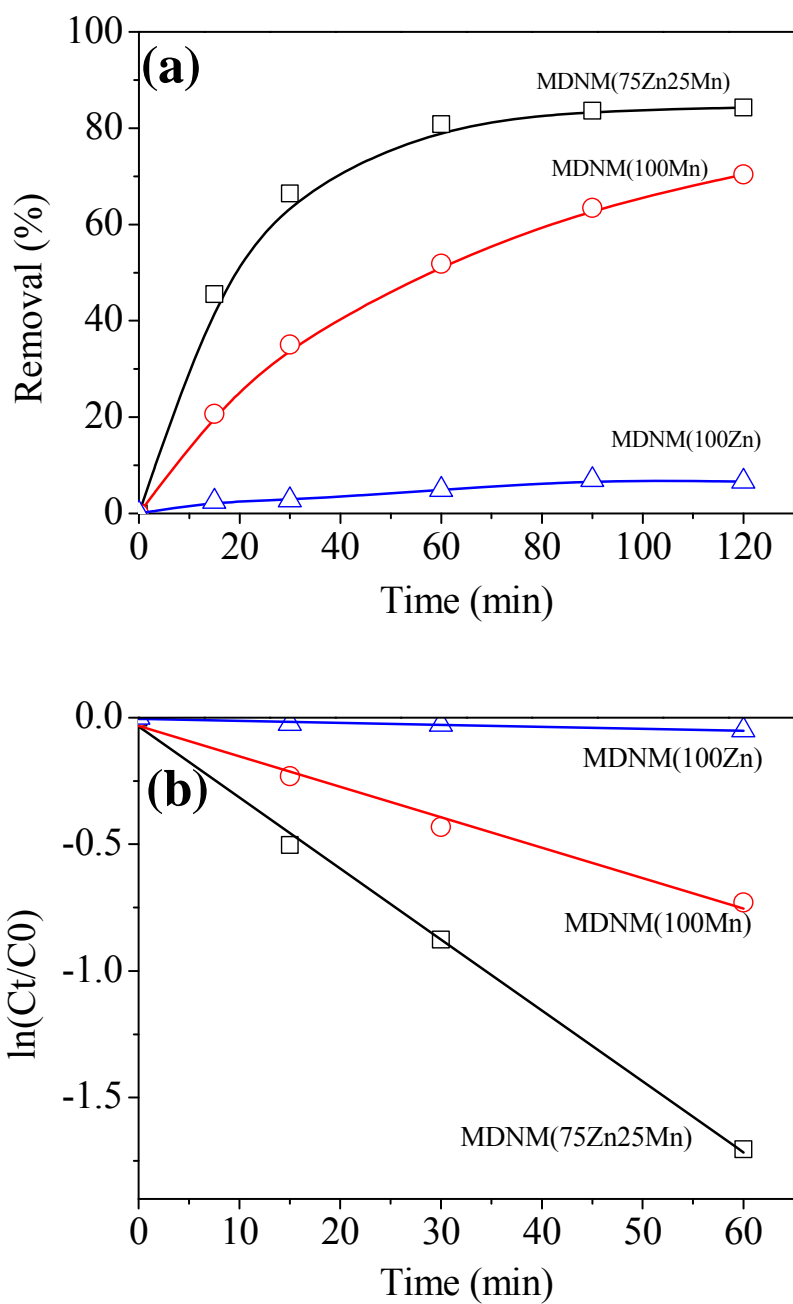 100
(a)
MDNM(75Zn25Mn)
80
MDNM(100Mn)
60
Removal (%)
40
20
MDNM(100Zn)
0
0 20 40 60 80 100 120
Time (min)
0.0
MDNM(100Zn)
(b)
-0.5
MDNM(100Mn)
ln(Ct/C0)
-1.0
-1.5
MDNM(75Zn25Mn)
0 10 20 30 40 50 60
Time (min)